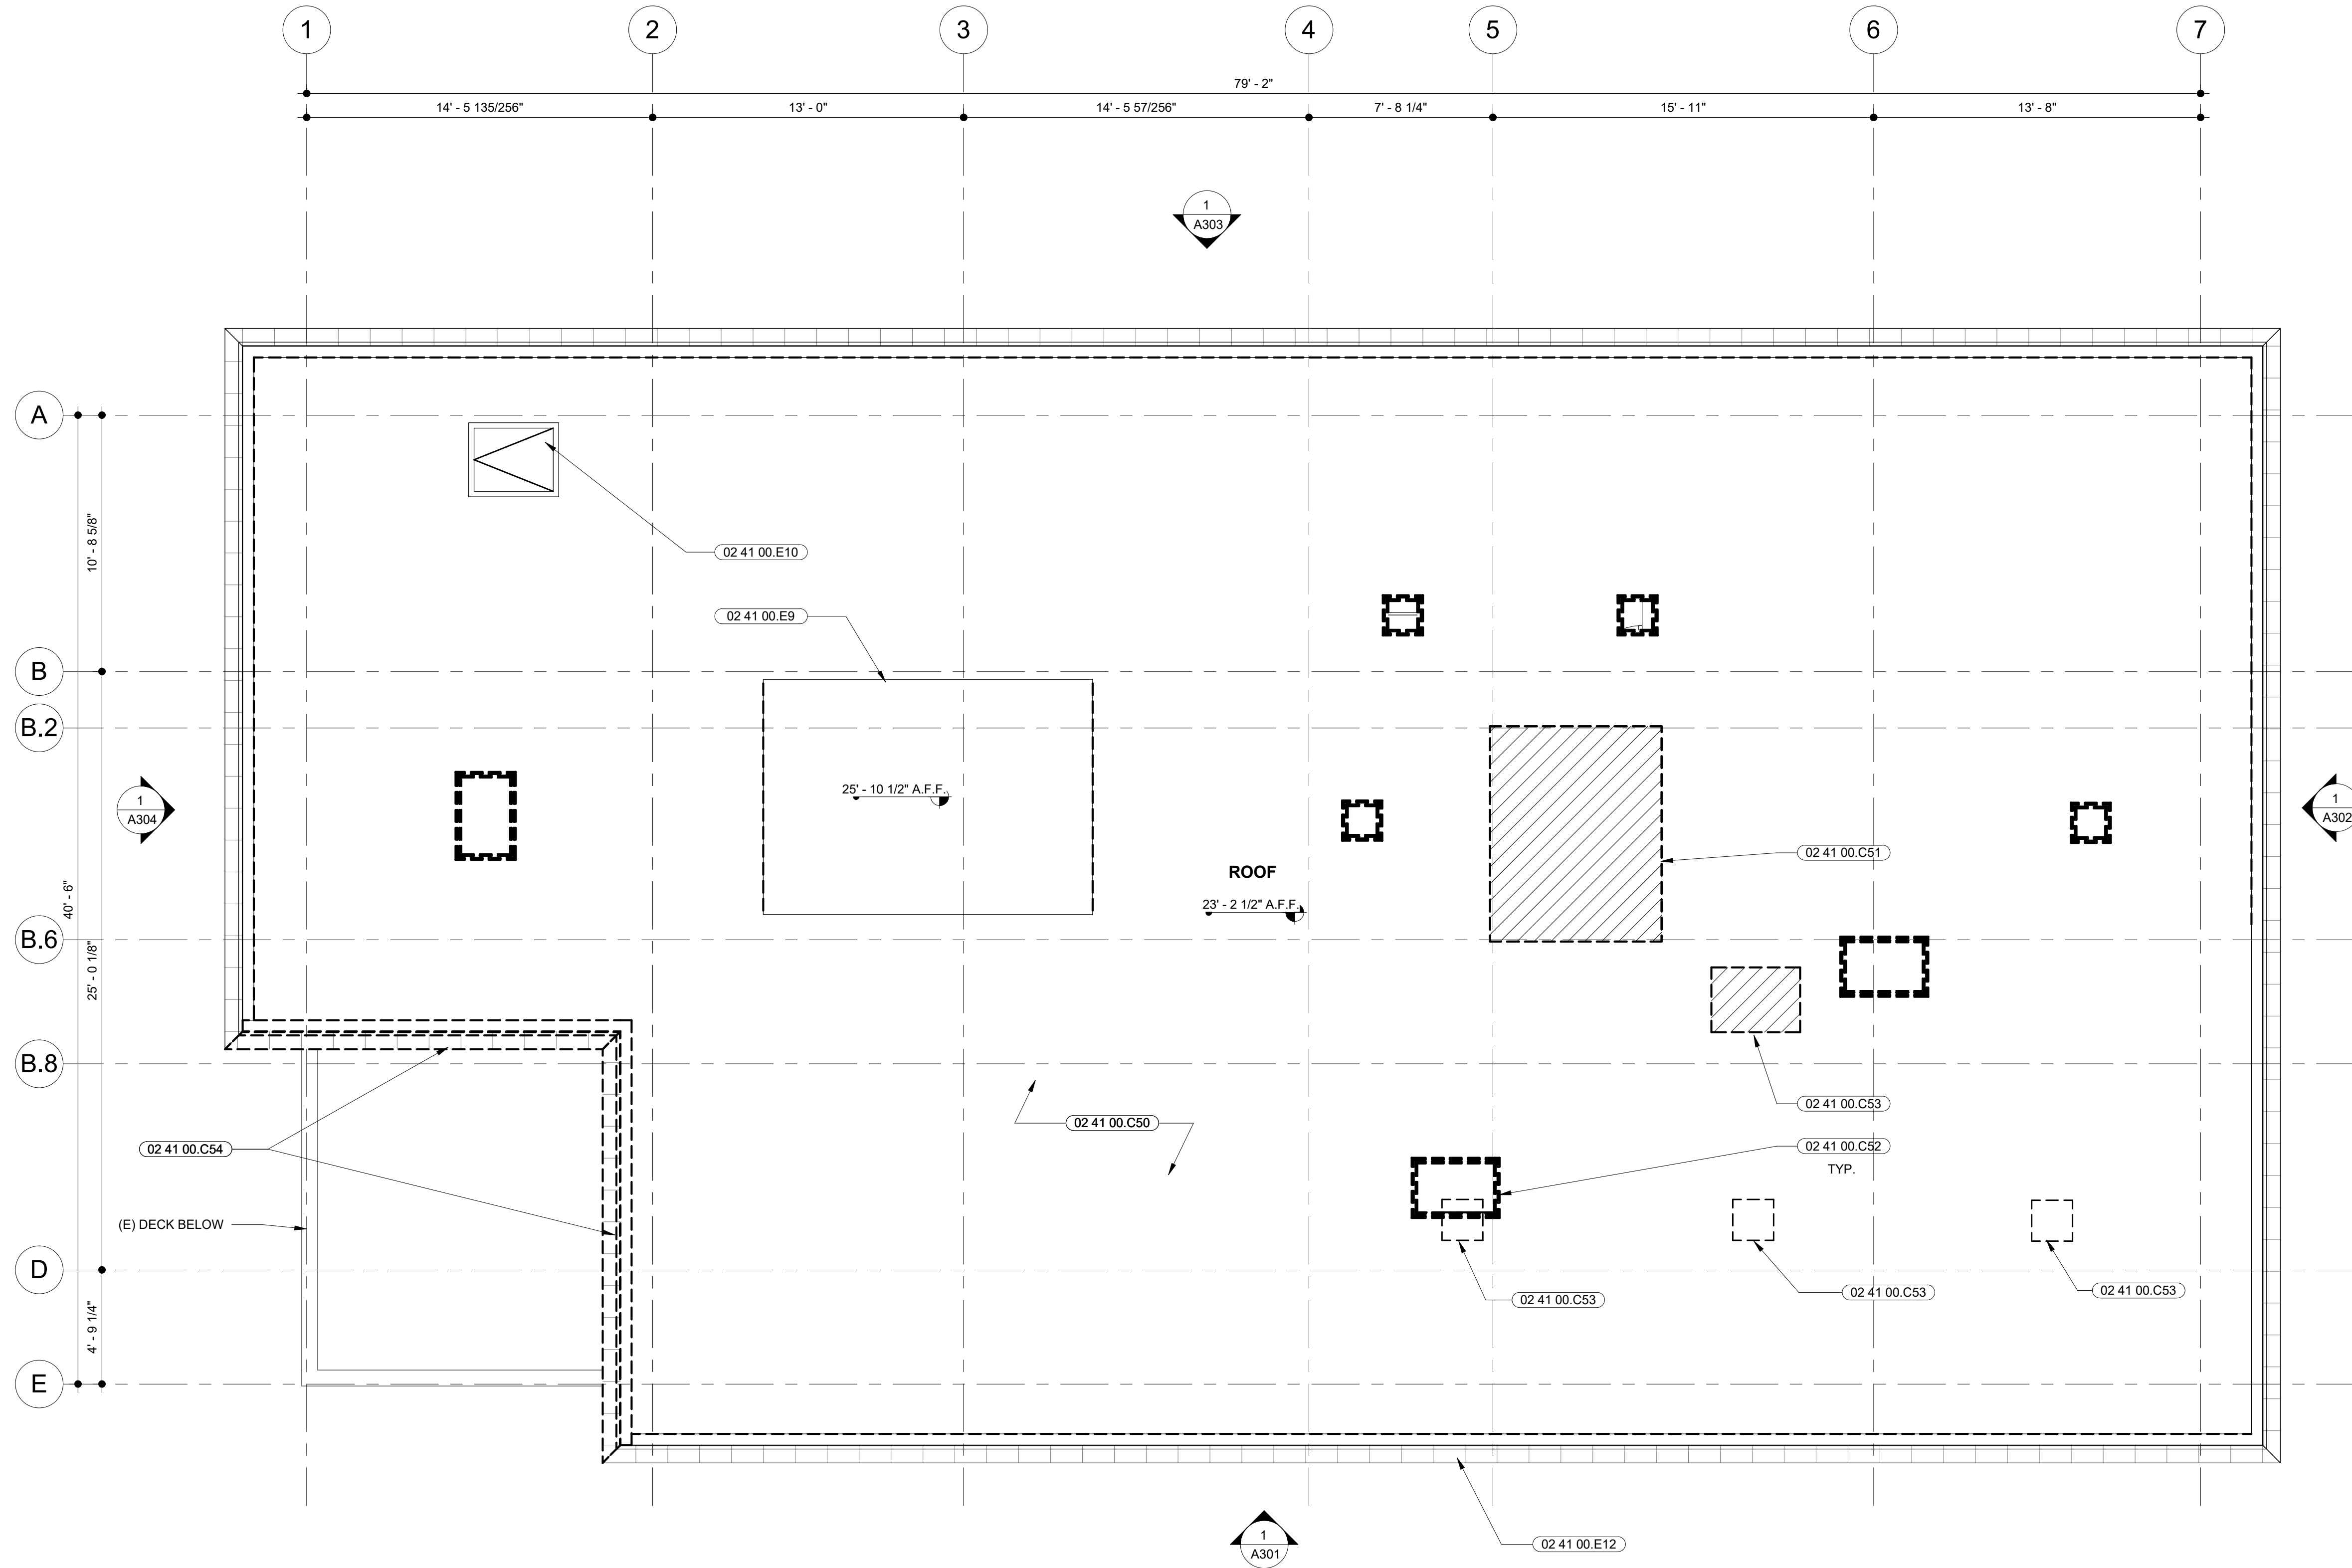 1
2
3
4
5
6
7
79' - 2"
14' - 5 135/256"
13' - 0"
14' - 5 57/256"
7' - 8 1/4"
15' - 11"
13' - 8"
1
A303
A
10' - 8 5/8"
02 41 00.E10
02 41 00.E9
B
B.2
25' - 10 1/2" A.F.F.
1
A304
1
A302
02 41 00.C51
ROOF
23' - 2 1/2" A.F.F.
40' - 6"
B.6
25' - 0 1/8"
B.8
02 41 00.C53
02 41 00.C50
02 41 00.C54
02 41 00.C52
TYP.
(E) DECK BELOW
D
02 41 00.C53
02 41 00.C53
02 41 00.C53
4' - 9 1/4"
E
1
A301
02 41 00.E12